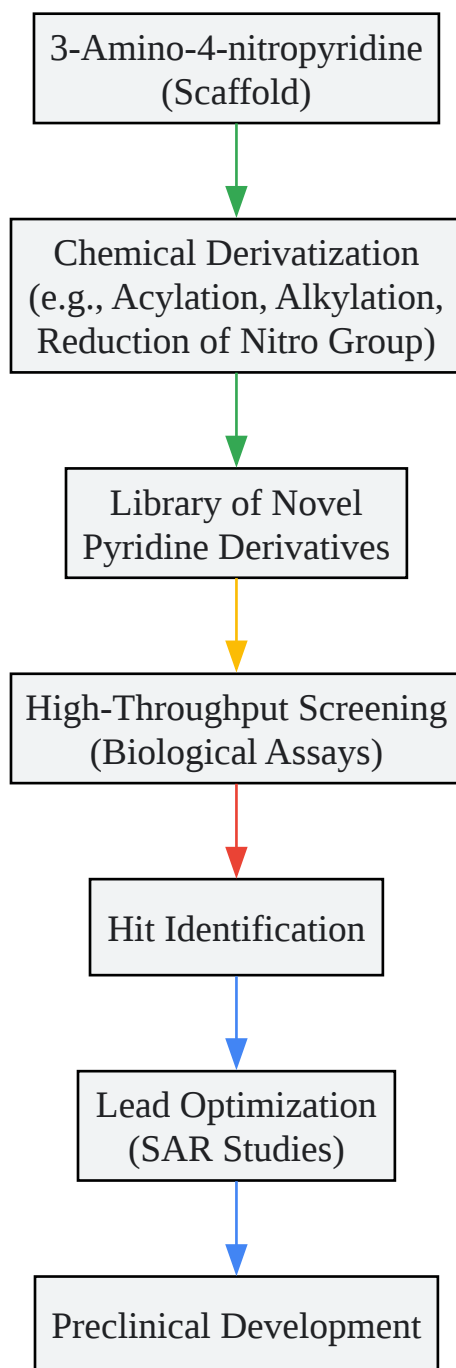 3-Amino-4-nitropyridine
(Scaffold)
Chemical Derivatization
(e.g., Acylation, Alkylation,
Reduction of Nitro Group)
Library of Novel
Pyridine Derivatives
High-Throughput Screening
(Biological Assays)
Hit Identification
Lead Optimization
(SAR Studies)
Preclinical Development